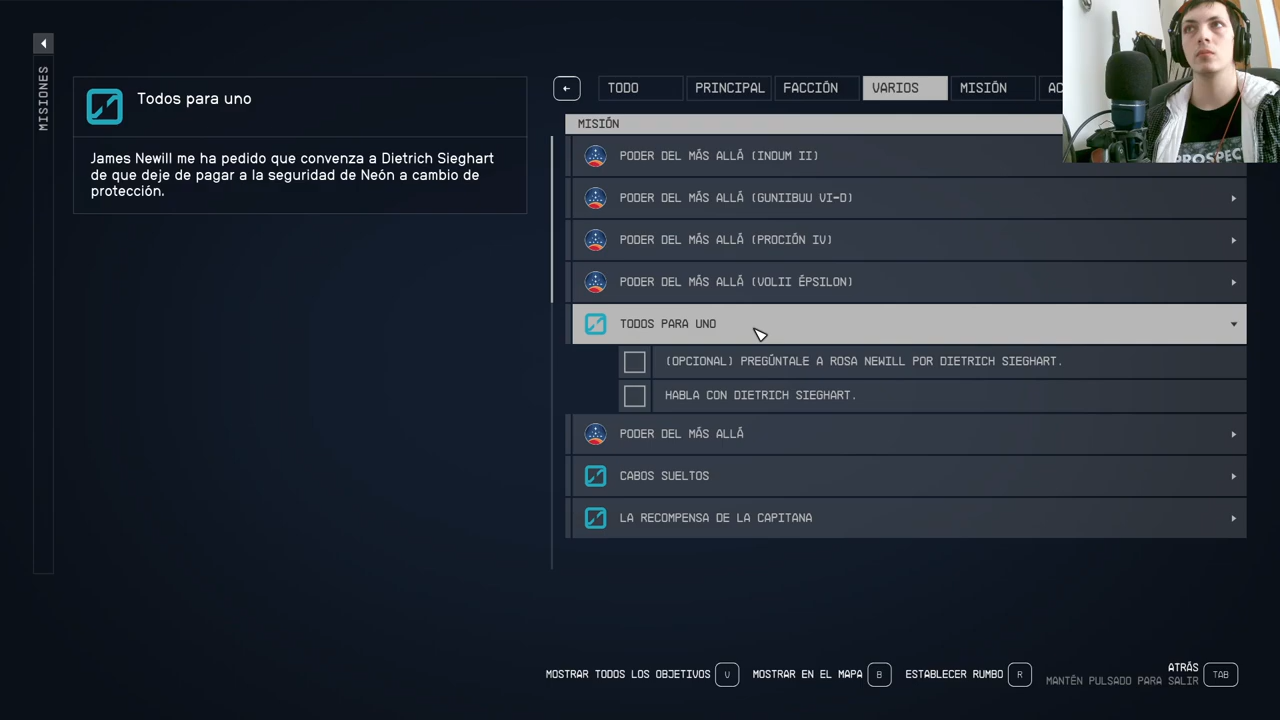 MISIONES
Todos para uno
James Newill me ha pedido que convenza a Dietrich Sieghart
de que deje de pagar a la seguridad de Neón a cambio de
protección.
TODO
PRINCIPAL
FACCIÓN
VARIOS
MISIÓN
MISIÓN
PODER DEL MÁS ALLÁ (INDUM II)
PODER DEL MÁS ALLÁ (GUNIIBUU VI-D)
PODER DEL MÁS ALLÁ (PROCIÓN IV)
PODER DEL MÁS ALLÁ (VOLII ÉPSILON)
TODOS PARA UNO
(OPCIONAL) PREGÚNTALE A ROSA NEWILL POR DIETRICH SIEGHART.
HABLA CON DIETRICH SIEGHART.
PODER DEL MÁS ALLÁ
CABOS SUELTOS
LA RECOMPENSA DE LA CAPITANA
MOSTRAR TODOS LOS OBJETIVOS U
MOSTRAR EN EL MAPA B
ESTABLECER RUMBO R
ATRÁS
MANTÉN PULSADO PARA SALIR TAB
PROSPECT